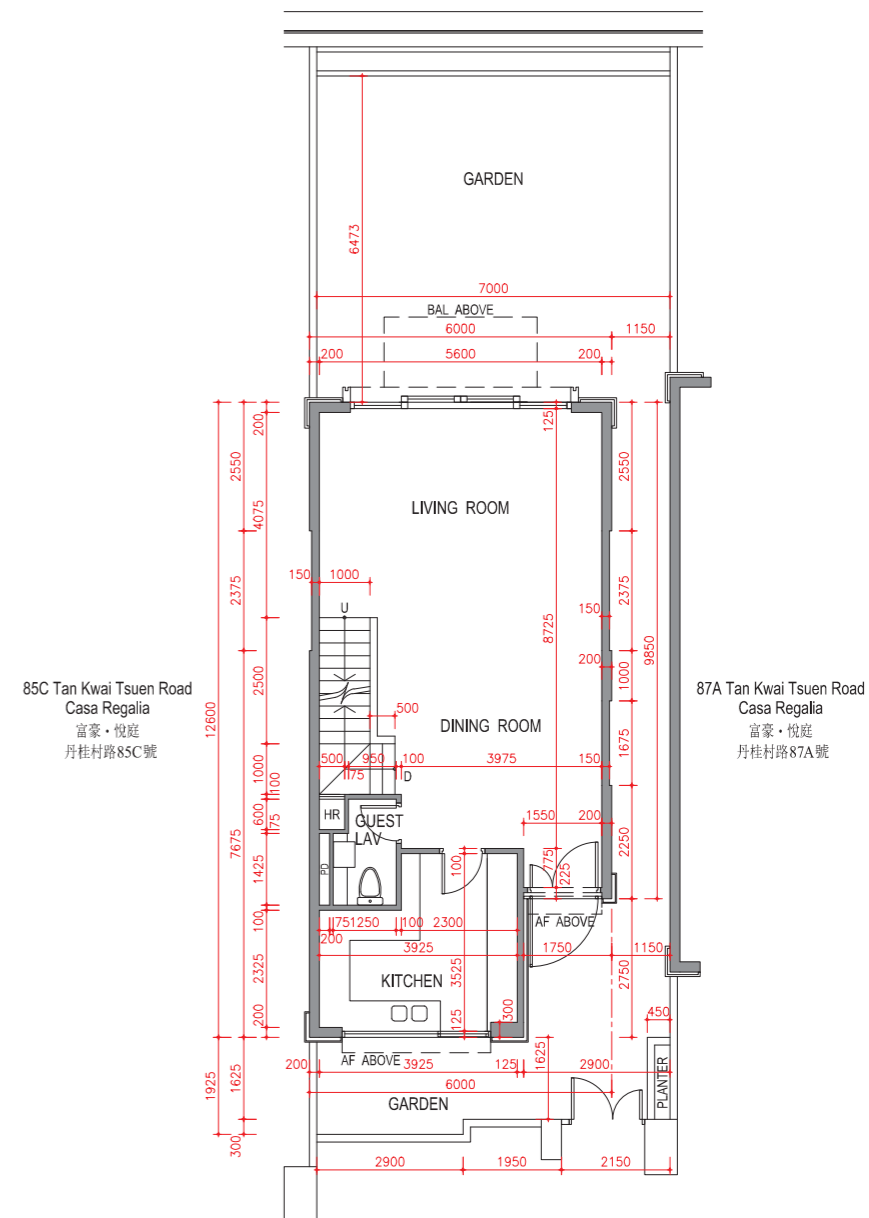 GARDEN
6473
7000
BAL ABOVE
6000 1150
200 5600 200
200
125
2550
4075
2550
LIVING ROOM
150 1000
2375
2375
150
8725
U
9850
200
1000
2500
85C Tan Kwai Tsuen Road
Casa Regalia
富豪・悅庭
丹桂村路85C號
87A Tan Kwai Tsuen Road
Casa Regalia
富豪・悅庭
丹桂村路87A號
12600
500
DINING ROOM
1675
500 950 100 3975 150
75
D
1000
100
HR
GUEST
LAV
600
75
1550 200
7675
2250
775
225
100
PD
1425
AF ABOVE
100
751250 100 2300
200
3925 1750 1150
2325
KITCHEN
3525
2750
300
200
125
450
AF ABOVE
200 3925 125 2900
1625
1925
1625
6000
PLANTER
GARDEN
300
2900 1950 2150